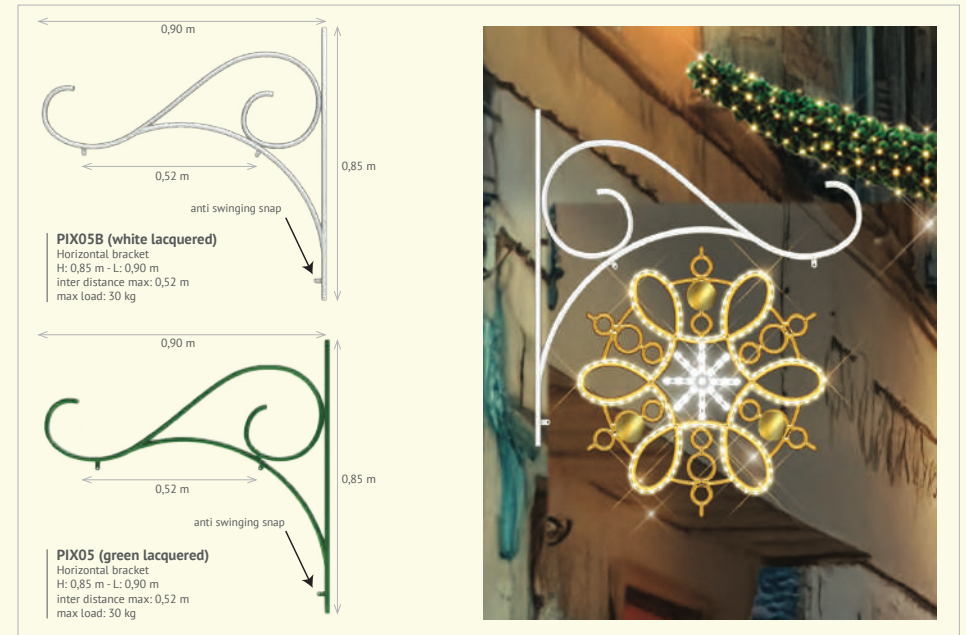 0,90 m
0,85 m
0,52 m
anti swinging snap
PIX05B (white lacquered)
Horizontal bracket
H: 0,85 m - L: 0,90 m
inter distance max: 0,52 m
max load: 30 kg
0,90 m
0,85 m
0,52 m
anti swinging snap
PIX05 (green lacquered)
Horizontal bracket
H: 0,85 m - L: 0,90 m
inter distance max: 0,52 m
max load: 30 kg